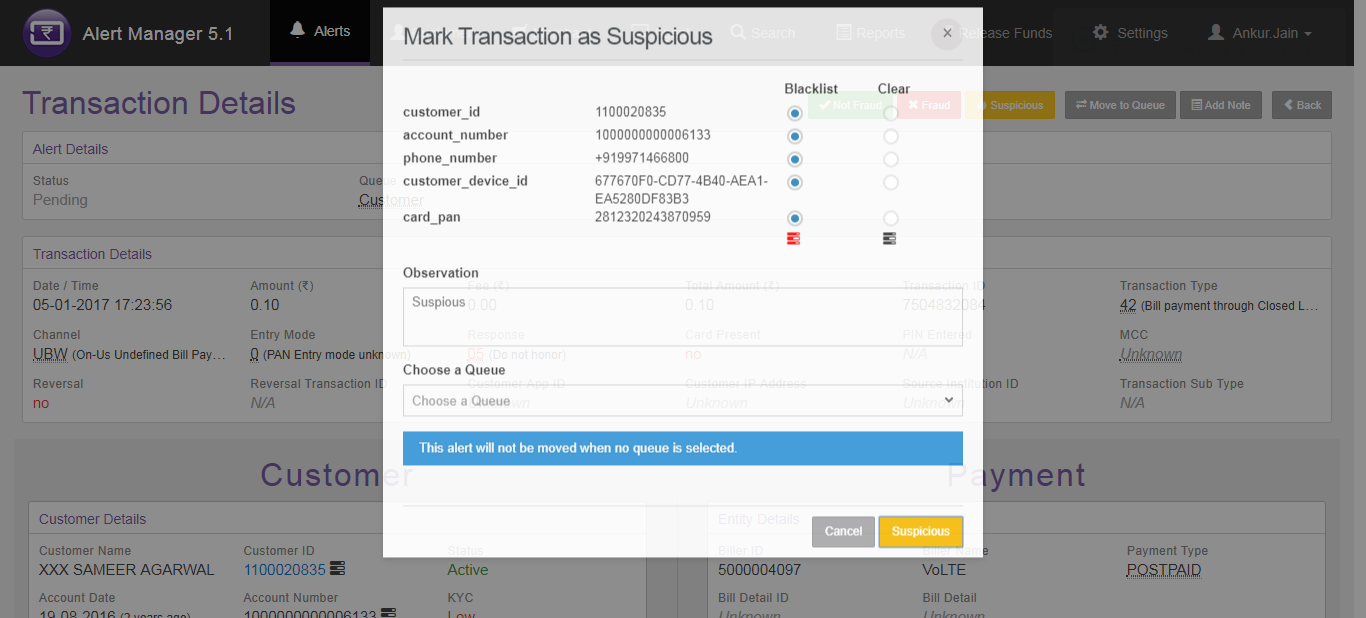 Alert Manager 5.1
Alerts
Search
Reports
Release Funds
Settings
Ankur.Jain
Mark Transaction as Suspicious
×
Transaction Details
Not Fraud
Fraud
Suspicious
Move to Queue
Add Note
Back
Blacklist Clear
customer_id 1100020835
account_number 1000000000006133
phone_number +919971466800
customer_device_id 677670F0-CD77-4B40-AEA1-
EA5280DF83B3
card_pan 2812320243870959
Observation
Suspious
Choose a Queue
Choose a Queue
This alert will not be moved when no queue is selected.
Cancel Suspicious
Alert Details
Status Queue
Pending Customer
Transaction Details
Date / Time Amount (₹) Fee (₹) Total Amount (₹) Transaction ID Transaction Type
05-01-2017 17:23:56 0.10 0.00 0.10 7504832084 42 (Bill payment through Closed L...
Channel Entry Mode Response Card Present PIN Entered MCC
UBW (On-Us Undefined Bill Pay... 0 (PAN Entry mode unknown) 05 (Do not honor) no N/A Unknown
Reversal Reversal Transaction ID Customer App ID Customer IP Address Source Institution ID Transaction Sub Type
no N/A Unknown Unknown Unknown N/A
Customer Payment
Customer Details
Customer Name Customer ID Status
XXX SAMEER AGARWAL 1100020835 Active
Account Date Account Number KYC
19-08-2016 (2 years ago) 1000000000006133 Low
Entity Details
Biller ID Biller Name Payment Type
5000004097 VoLTE POSTPAID
Bill Detail ID Bill Detail
Unknown Unknown